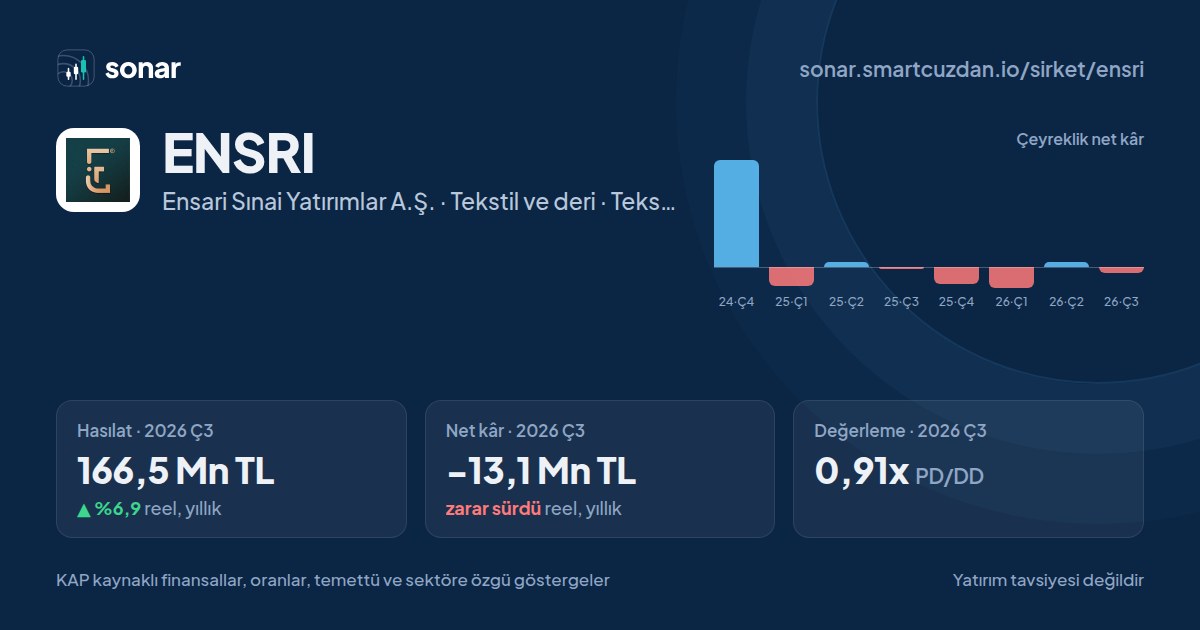 sonar
sonar.smartcuzdan.io/sirket/ensri
ENSRI
Ensari Sınai Yatırımlar A.Ş. · Tekstil ve deri · Teks...
Çeyreklik net kâr
24-Ç4 25-Ç1 25-Ç2 25-Ç3 25-Ç4 26-Ç1 26-Ç2 26-Ç3
Hasılat · 2026 Ç3
166,5 Mn TL
▲ %6,9 reel, yıllık
Net kâr · 2026 Ç3
−13,1 Mn TL
zarar sürdü reel, yıllık
Değerleme · 2026 Ç3
0,91x PD/DD
KAP kaynaklı finansallar, oranlar, temettü ve sektöre özgü göstergeler
Yatırım tavsiyesi değildir